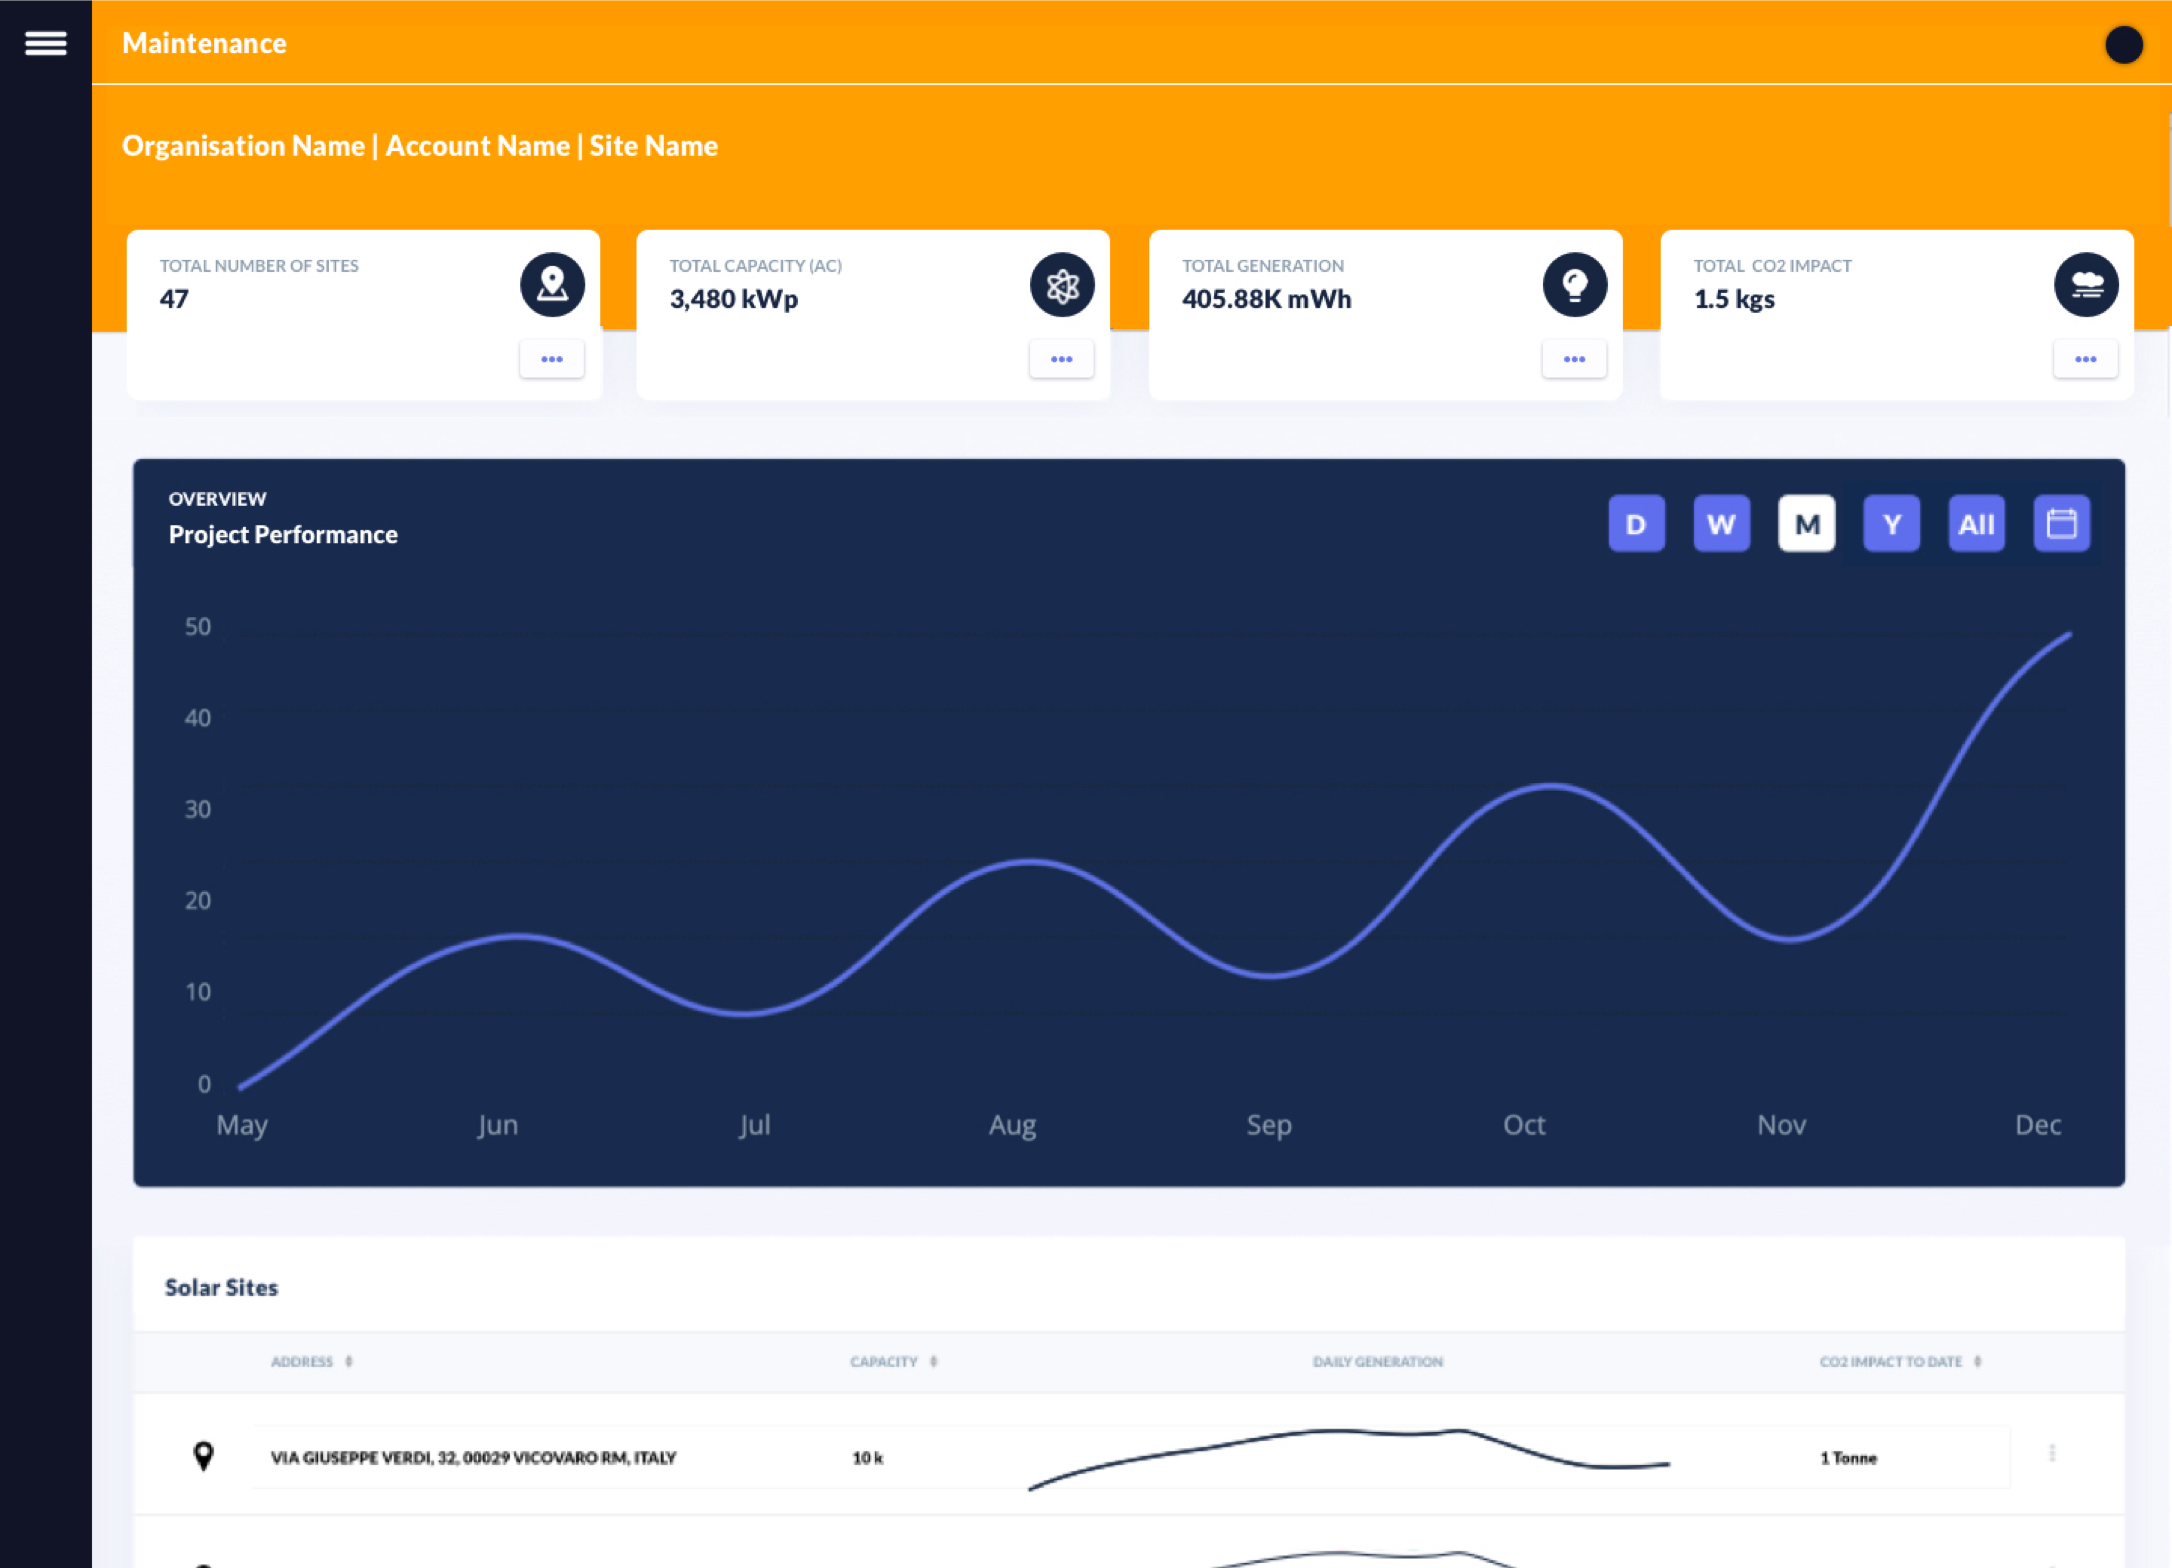 Maintenance
Organisation Name | Account Name | Site Name
TOTAL NUMBER OF SITES
47
TOTAL CAPACITY (AC)
3,480 kWp
TOTAL GENERATION
405.88K mWh
TOTAL CO2 IMPACT
1.5 kgs
OVERVIEW
Project Performance
D W M Y All
50
40
30
20
10
0
May Jun Jul Aug Sep Oct Nov Dec
Solar Sites
ADDRESS CAPACITY DAILY GENERATION CO2 IMPACT TO DATE
VIA GIUSEPPE VERDI, 32, 00029 VICOVARO RM, ITALY 10 k 1 Tonne